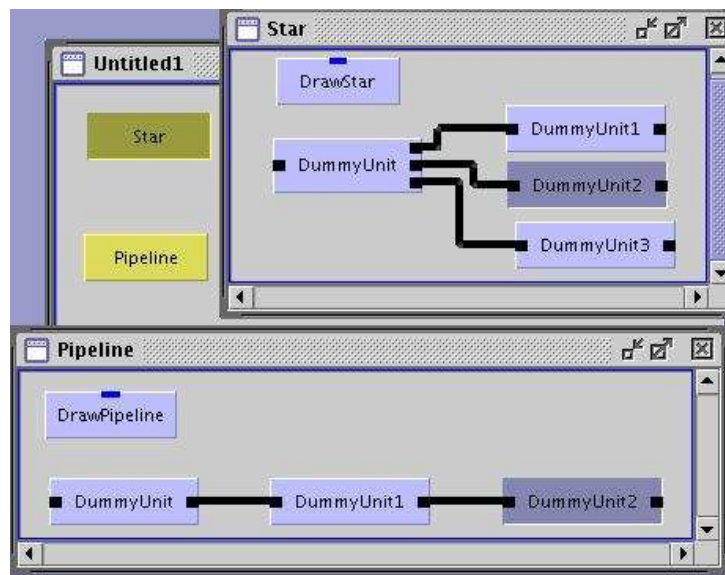 Untitled1
Star
Pipeline
Star
DrawStar
DummyUnit
DummyUnit1
DummyUnit2
DummyUnit3
Pipeline
DrawPipeline
DummyUnit
DummyUnit1
DummyUnit2